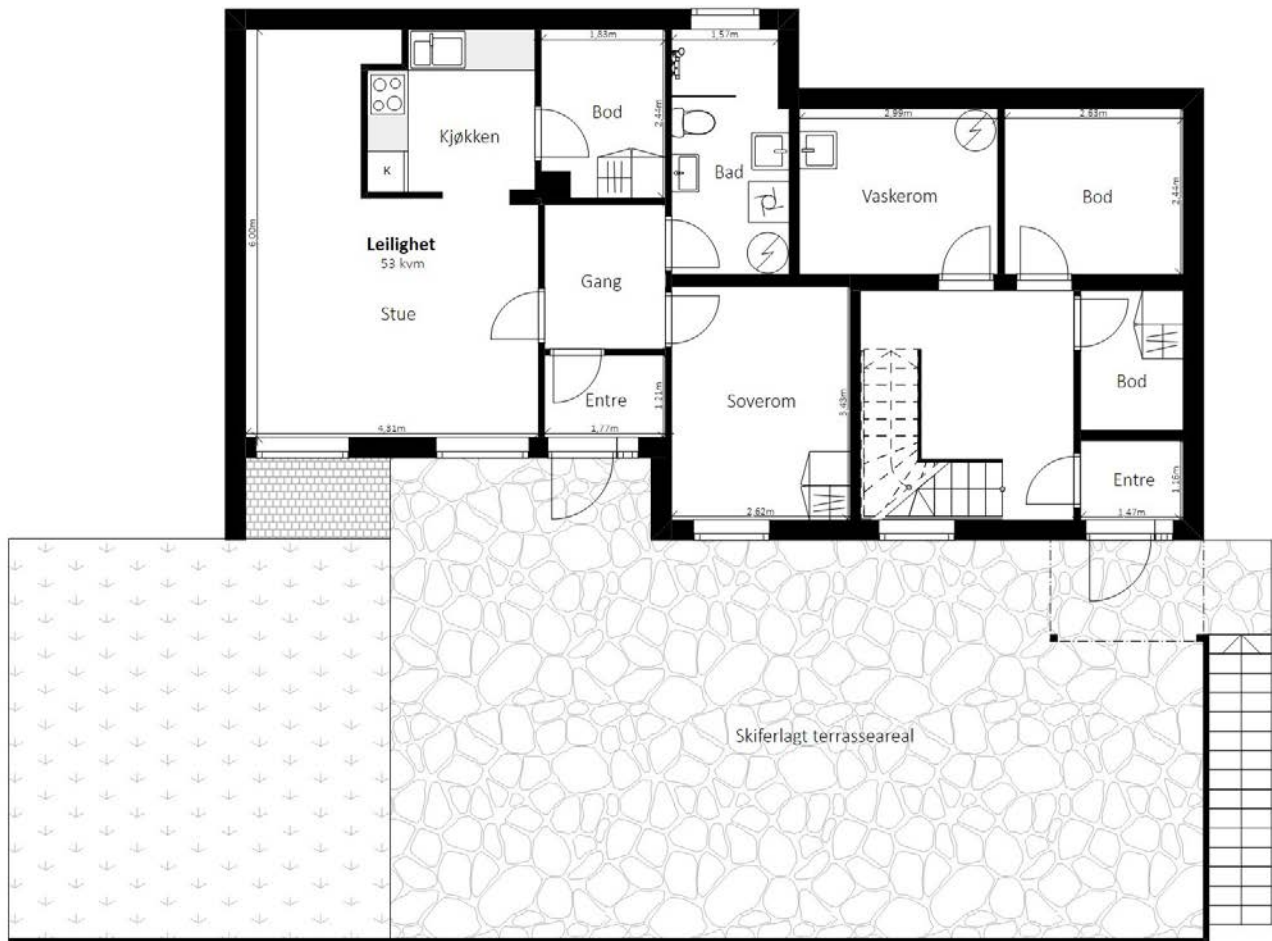 1,83m
1,57m
Bod
2,44m
Kjøkken
K
Bad
2,99m
2,63m
Vaskerom
Bod
2,44m
6,00m
Leilighet
53 kvm
Stue
Gang
Entre
1,21m
4,31m
1,77m
Soverom
3,43m
2,62m
Bod
Entre
1,16m
1,47m
Skiferlagt terrasseareal